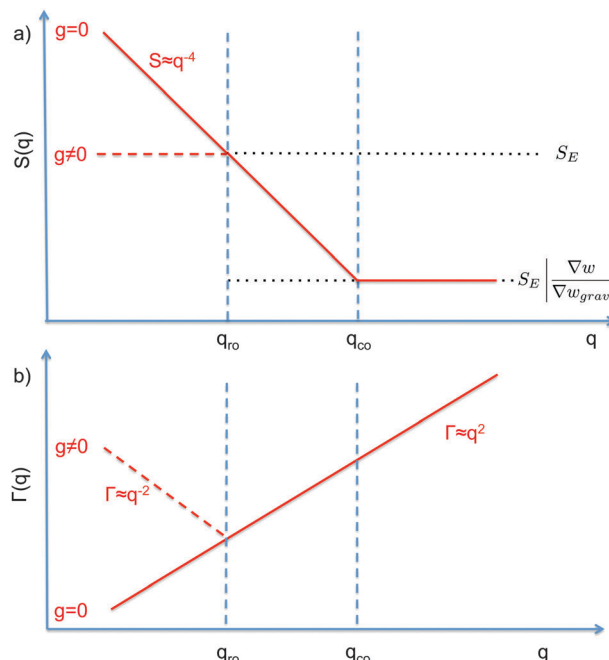 a)
g=0
S≈q⁻⁴
S(q)
g≠0
S_E
S_E | ∇w / ∇w_grav
q_ro
q_co
q
b)
g≠0
Γ≈q²
Γ(q)
Γ≈q⁻²
g=0
q_ro
q_co
q